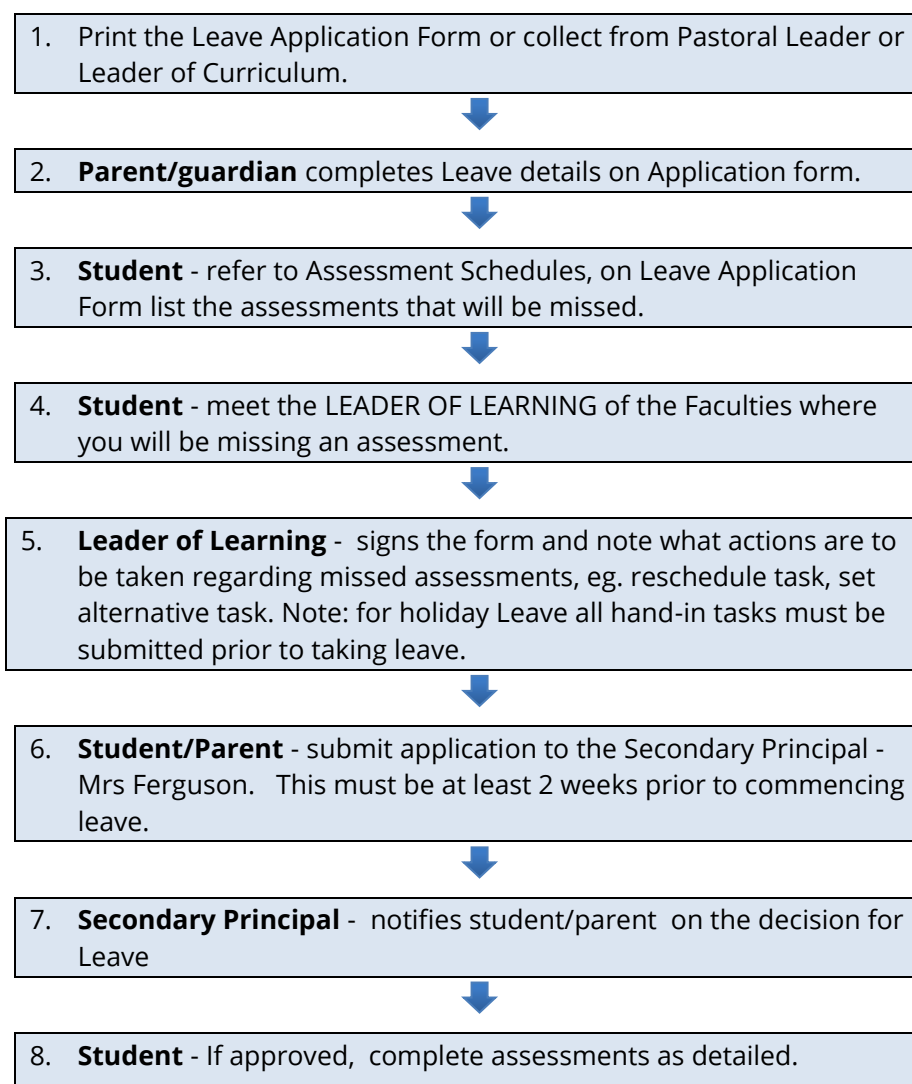 1. Print the Leave Application Form or collect from Pastoral Leader or
Leader of Curriculum.
2. Parent/guardian completes Leave details on Application form.
3. Student - refer to Assessment Schedules, on Leave Application
Form list the assessments that will be missed.
4. Student - meet the LEADER OF LEARNING of the Faculties where
you will be missing an assessment.
5. Leader of Learning - signs the form and note what actions are to
be taken regarding missed assessments, eg. reschedule task, set
alternative task. Note: for holiday Leave all hand-in tasks must be
submitted prior to taking leave.
6. Student/Parent - submit application to the Secondary Principal -
Mrs Ferguson. This must be at least 2 weeks prior to commencing
leave.
7. Secondary Principal - notifies student/parent on the decision for
Leave
8. Student - If approved, complete assessments as detailed.